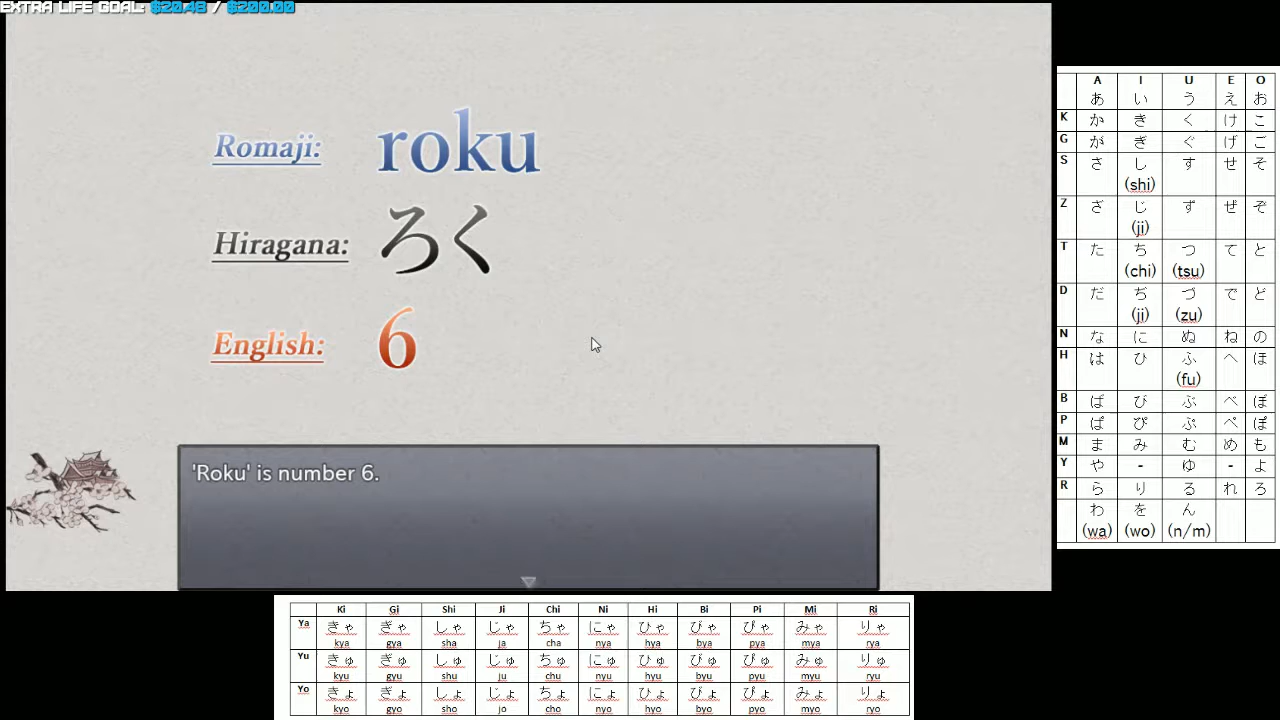 EXTRA LIFE GOAL: $20.48 / $200.00
Romaji: roku
Hiragana: ろく
English: 6
'Roku' is number 6.
A I U E O
あ い う え お
K か き く け こ
G が ぎ ぐ げ ご
S さ し す せ そ
(shi)
Z ざ じ ず ぜ ぞ
(ji)
T た ち つ て と
(chi) (tsu)
D だ ぢ づ で ど
(ji) (zu)
N な に ぬ ね の
H は ひ ふ へ ほ
(fu)
B ば び ぶ べ ぼ
P ぱ ぴ ぷ ぺ ぽ
M ま み む め も
Y や - ゆ - よ
R ら り る れ ろ
わ を ん
(wa) (wo) (n/m)
Ki Gi Shi Ji Chi Ni Hi Bi Pi Mi Ri
Ya きゃ ぎゃ しゃ じゃ ちゃ にゃ ひゃ びゃ ぴゃ みゃ りゃ
kya gya sha ja cha nya hya bya pya mya rya
Yu きゅ ぎゅ しゅ じゅ ちゅ にゅ ひゅ びゅ ぴゅ みゅ りゅ
kyu gyu shu ju chu nyu hyu byu pyu myu ryu
Yo きょ ぎょ しょ じょ ちょ にょ ひょ びょ ぴょ みょ りょ
kyo gyo sho jo cho nyo hyo byo pyo myo ryo